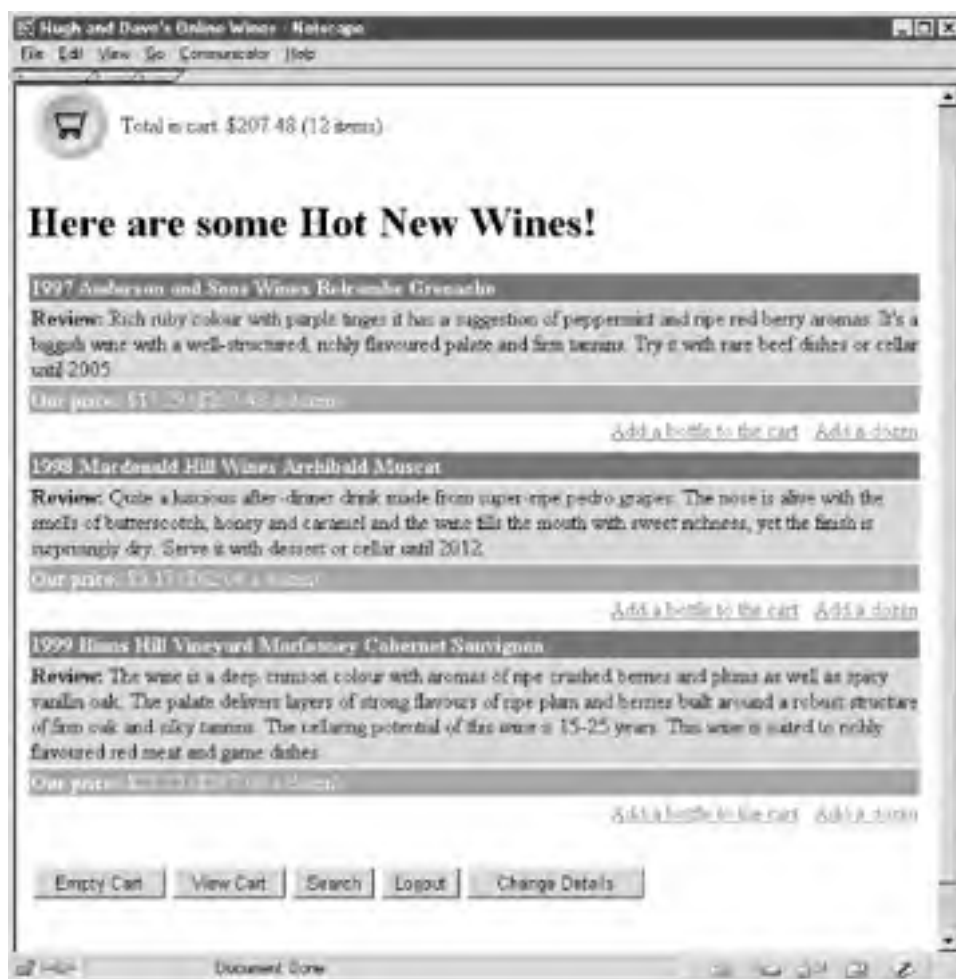 Hugh and Dave's Online Wines - Netscape
File Edit View Go Communicator Help
Total in cart: $207.48 (12 items)
Here are some Hot New Wines!
1997 Anderson and Sons Wines Grenache
Review: Rich ruby colour with purple tinges it has a suggestion of peppermint and ripe red berry aromas. It's a
biggish wine with a well-structured, richly flavoured palate and firm tannins. Try it with rare beef dishes or cellar
until 2005.
Our price: $17.29 ($207.48 a dozen)
Add a bottle to the cart Add a dozen
1998 Macdonald Hill Wines Archibald Muscat
Review: Quite a luscious after-dinner drink made from super-ripe pedro grapes. The nose is alive with the
smells of butterscotch, honey and caramel and the wine fills the mouth with sweet richness, yet the finish is
surprisingly dry. Serve it with dessert or cellar until 2012.
Our price: a dozen)
Add a bottle to the cart Add a dozen
1999 Hill Vineyard Cabernet Sauvignon
Review: The wine is a deep crimson colour with aromas of ripe crushed berries and plums as well as spicy
vanillin oak. The palate delivers layers of strong flavours of ripe plum and berries built around a robust structure
of firm oak and silky tannins. The cellaring potential of this wine is 15-25 years. This wine is suited to richly
flavoured red meat and game dishes.
Our price: a dozen)
Add a bottle to the cart Add a dozen
Empty Cart View Cart Search Logout Change Details
Document: Done